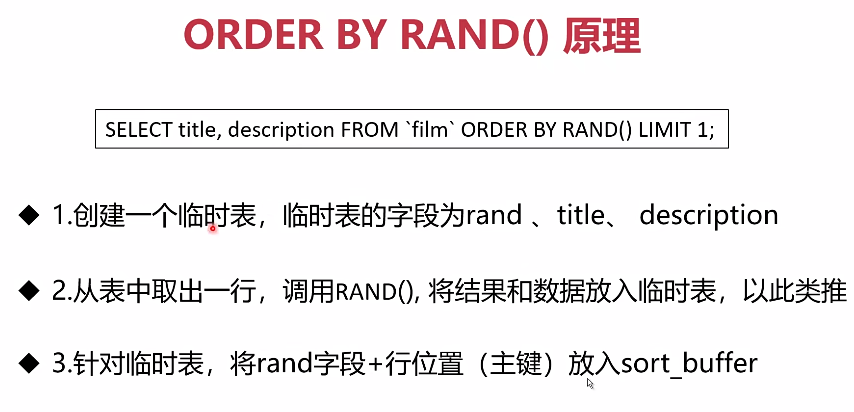 ORDER BY RAND() 原理
SELECT title, description FROM `film` ORDER BY RAND() LIMIT 1;
◆ 1.创建一个临时表，临时表的字段为rand 、title、 description
◆ 2.从表中取出一行，调用RAND(), 将结果和数据放入临时表，以此类推
◆ 3.针对临时表，将rand字段+行位置（主键）放入sort_buffer